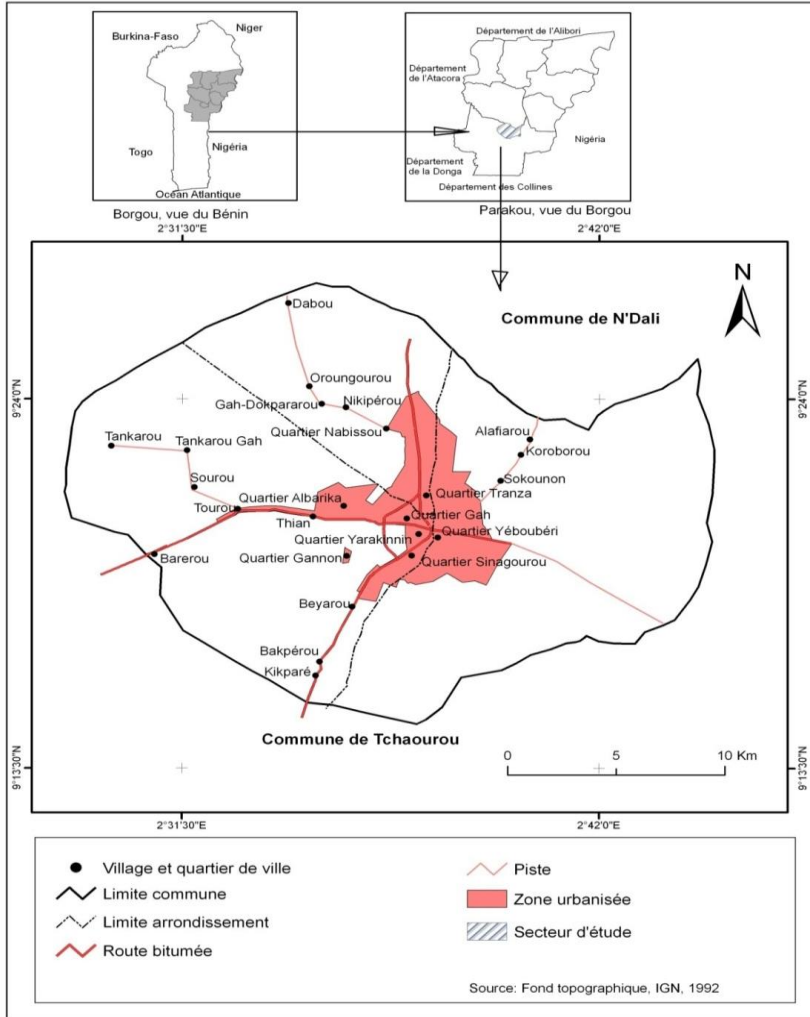 Burkina-Faso
Niger
Togo
Nigéria
Océan Atlantique
Borgou, vue du Bénin
Département de l'Alibori
Département
de l'Atacora
Nigéria
Département
de la Donga
Département des Collines
Parakou, vue du Borgou
2°31'30"E
2°42'0"E
N
Commune de N'Dali
9°24'0"N
9°24'0"N
Dabou
Oroungourou
Gah-Dokpararou
Nikipérou
Quartier Nabissou
Alafiarou
Koroborou
Tankarou
Tankarou Gah
Sokounon
Sourou
Quartier Albarika
Quartier Tranza
Tourou
Thian
Quartier Gah
Quartier Yarakinnin
Quartier Yéboubéri
Barerou
Quartier Gannon
Quartier Sinagourou
Beyarou
Bakpérou
Kikparé
Commune de Tchaourou
0 5 10 Km
9°13'30"N
9°13'30"N
2°31'30"E
2°42'0"E
Village et quartier de ville
Limite commune
Limite arrondissement
Route bitumée
Piste
Zone urbanisée
Secteur d'étude
Source: Fond topographique, IGN, 1992